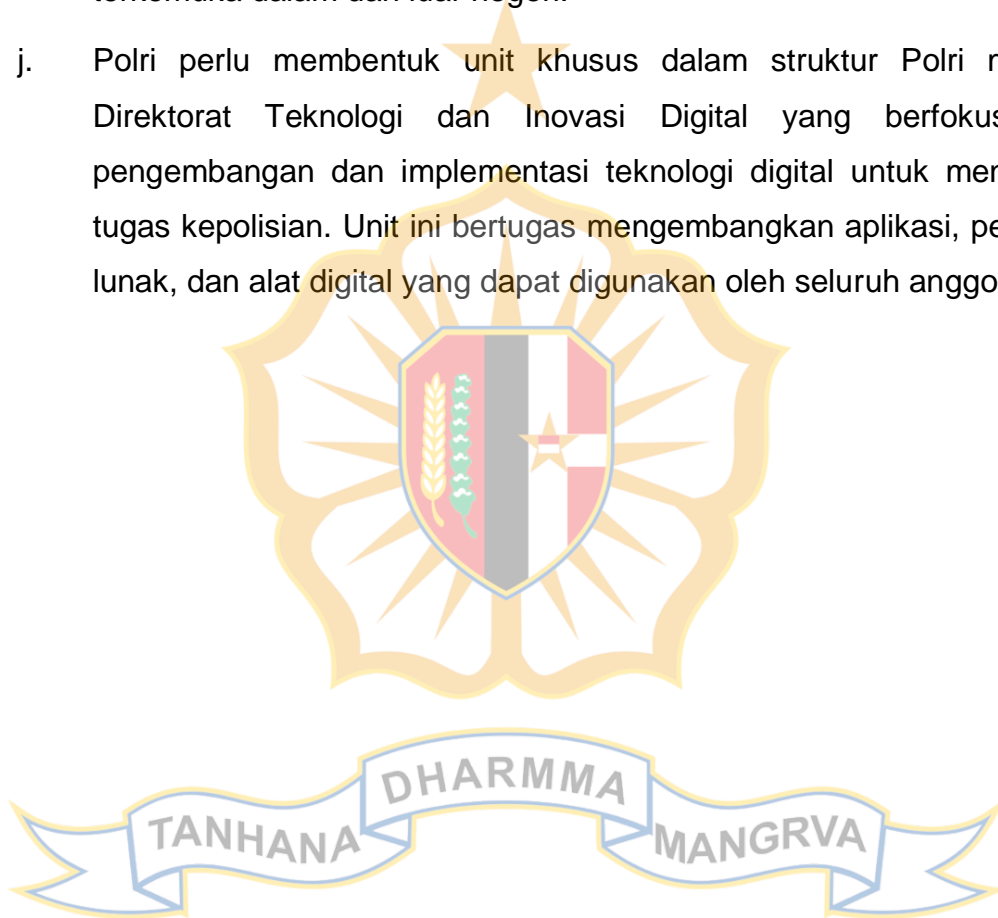 j. Polri perlu membentuk unit khusus dalam struktur Polri
Direktorat Teknologi dan Inovasi Digital yang berfokus
pengembangan dan implementasi teknologi digital untuk
tugas kepolisian. Unit ini bertugas mengembangkan aplikasi,
lunak, dan alat digital yang dapat digunakan oleh seluruh
TANHANA DHARMMA MANGRVA